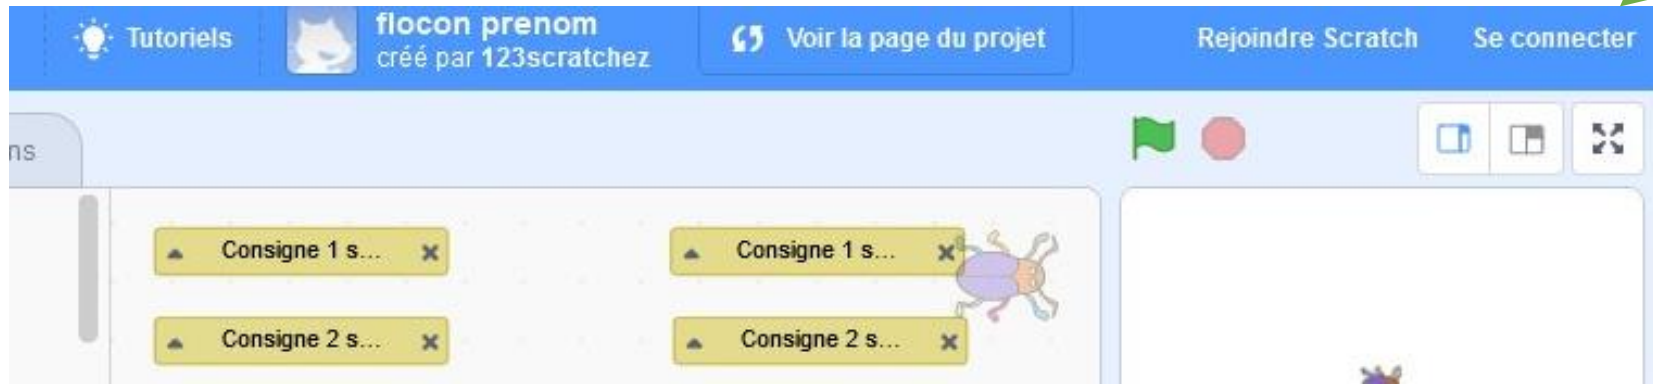 Tutoriels
flocon prenom
créé par 123scratchez
Voir la page du projet
Rejoindre Scratch
Se connecter
ns
Consigne 1 s...
Consigne 1 s...
Consigne 2 s...
Consigne 2 s...